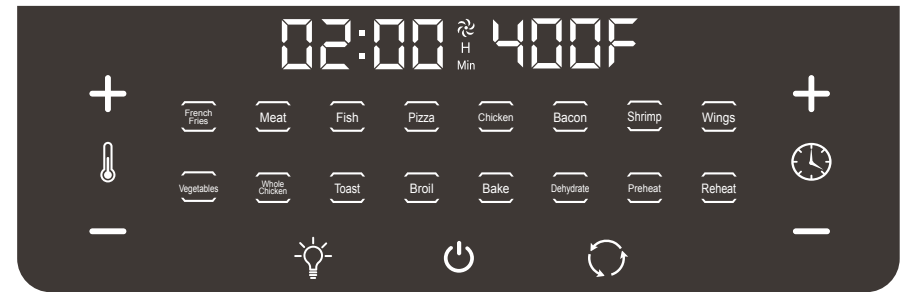 02:00 H Min 400F
French Fries Meat Fish Pizza Chicken Bacon Shrimp Wings
Vegetables Whole Chicken Toast Broil Bake Dehydrate Preheat Reheat